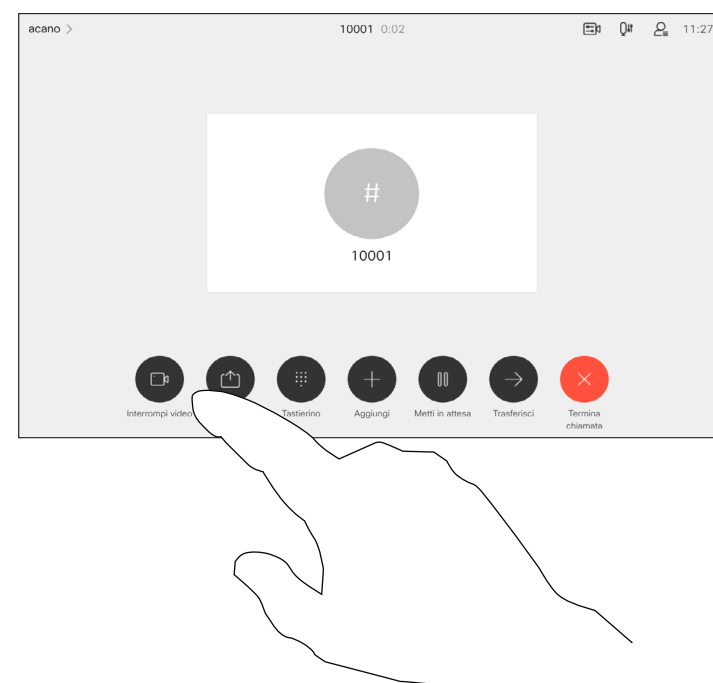 acano >
10001 0:02
11:27
#
10001
Interrompi video
Tastierino
Aggiungi
Metti in attesa
Trasferisci
Termina
chiamata